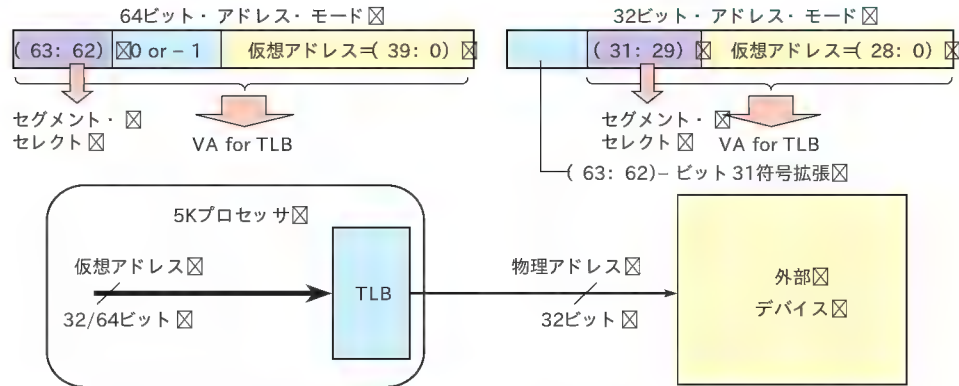 64ビット・アドレス・モード
(63:62) 0 or－1 仮想アドレス=(39:0)
セグメント・
セレクト
VA for TLB
32ビット・アドレス・モード
(31:29) 仮想アドレス=(28:0)
セグメント・
セレクト
VA for TLB
(63:62)－ビット31符号拡張
5Kプロセッサ
仮想アドレス
32/64ビット
TLB
物理アドレス
32ビット
外部
デバイス